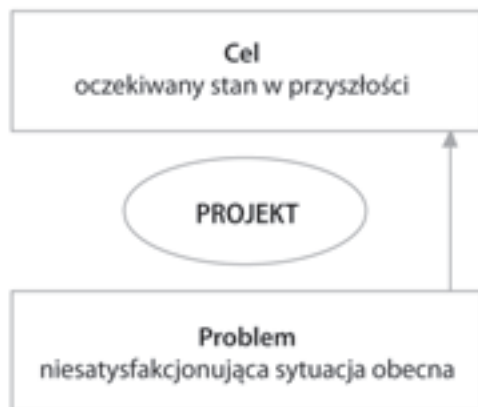 Cel
oczekiwany stan w przyszłości
PROJEKT
Problem
niesatysfakcjonująca sytuacja obecna